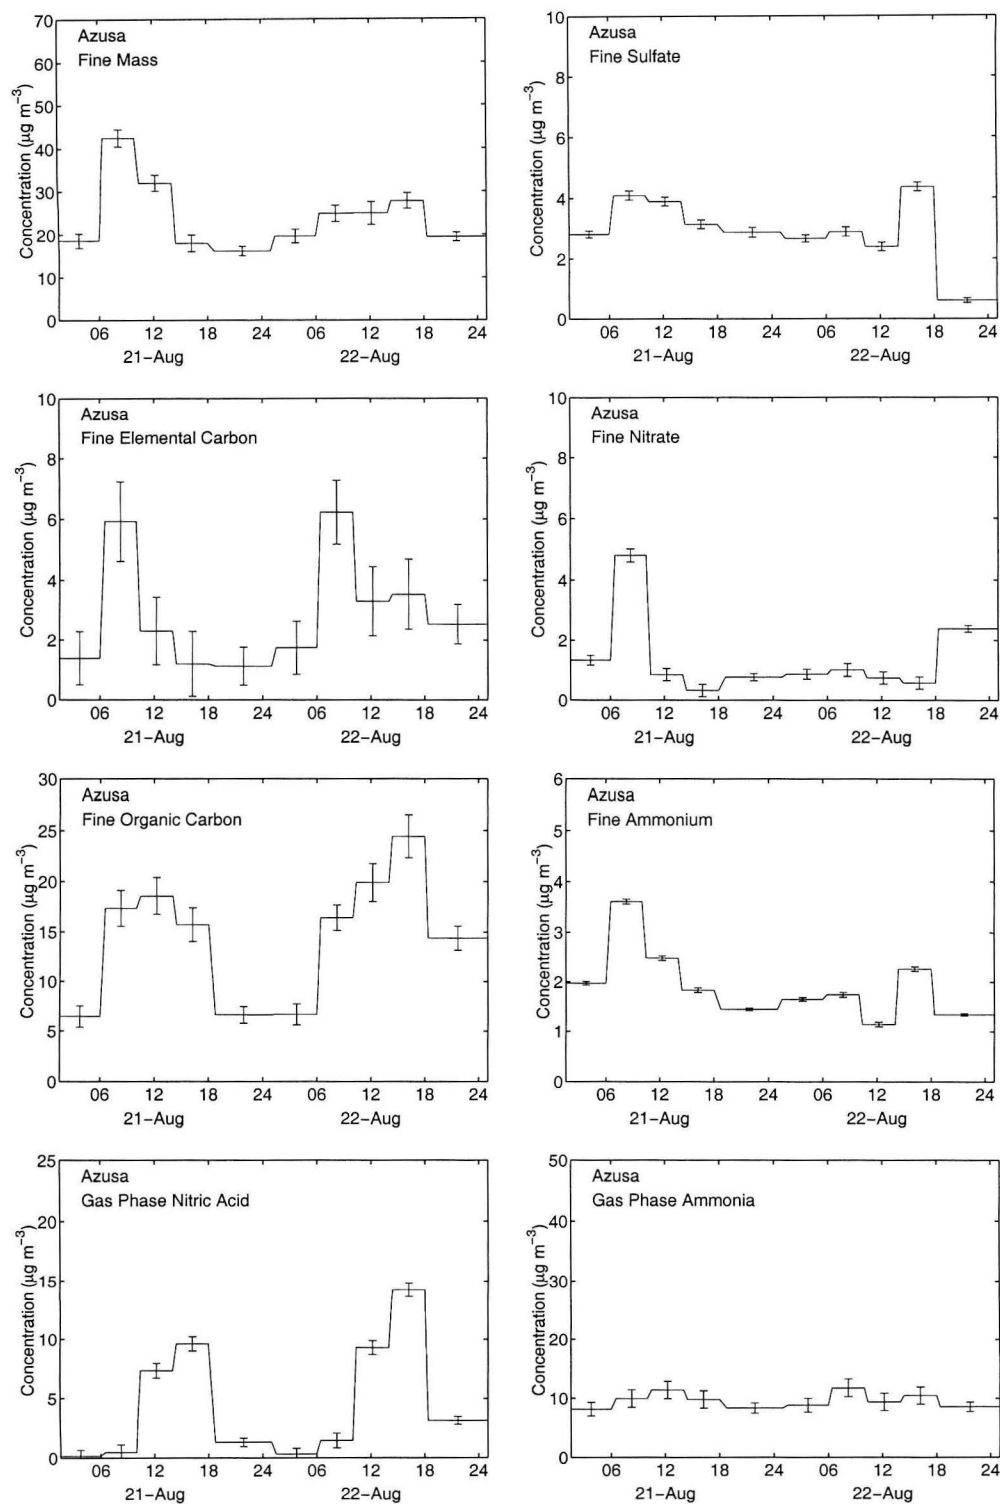 Azusa
Fine Mass
Concentration (μg m⁻³)
70
60
50
40
30
20
10
0
06 12 18 24 06 12 18 24
21-Aug 22-Aug
Azusa
Fine Sulfate
Concentration (μg m⁻³)
10
8
6
4
2
0
06 12 18 24 06 12 18 24
21-Aug 22-Aug
Azusa
Fine Elemental Carbon
Concentration (μg m⁻³)
10
8
6
4
2
0
06 12 18 24 06 12 18 24
21-Aug 22-Aug
Azusa
Fine Nitrate
Concentration (μg m⁻³)
10
8
6
4
2
0
06 12 18 24 06 12 18 24
21-Aug 22-Aug
Azusa
Fine Organic Carbon
Concentration (μg m⁻³)
30
25
20
15
10
5
0
06 12 18 24 06 12 18 24
21-Aug 22-Aug
Azusa
Fine Ammonium
Concentration (μg m⁻³)
6
5
4
3
2
1
0
06 12 18 24 06 12 18 24
21-Aug 22-Aug
Azusa
Gas Phase Nitric Acid
Concentration (μg m⁻³)
25
20
15
10
5
0
06 12 18 24 06 12 18 24
21-Aug 22-Aug
Azusa
Gas Phase Ammonia
Concentration (μg m⁻³)
50
40
30
20
10
0
06 12 18 24 06 12 18 24
21-Aug 22-Aug